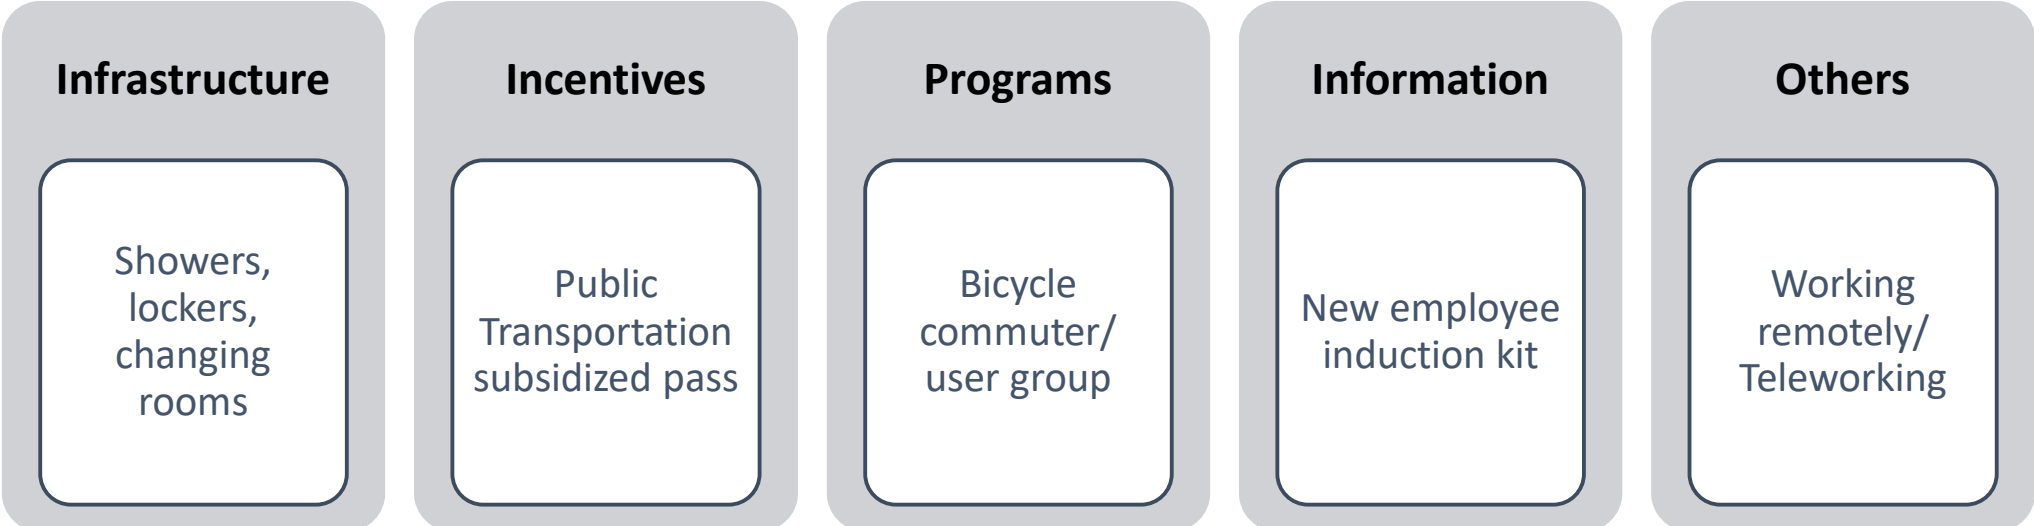 Infrastructure
Showers,
lockers,
changing
rooms
Incentives
Public
Transportation
subsidized pass
Programs
Bicycle
commuter/
user group
Information
New employee
induction kit
Others
Working
remotely/
Teleworking